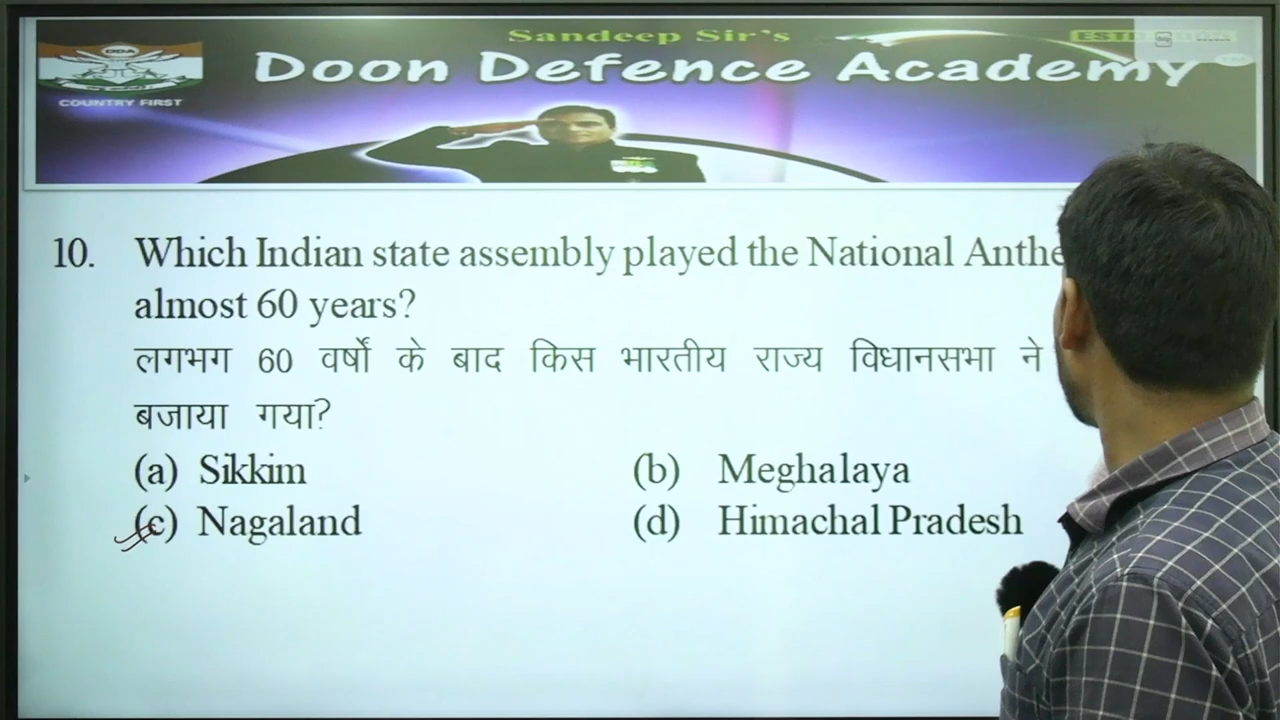 Sandeep Sir's
Doon Defence Academy
DDA
COUNTRY FIRST
10. Which Indian state assembly played the National
almost 60 years?
लगभग 60 वर्षों के बाद किस भारतीय राज्य विधानसभा ने
बजाया गया?
(a) Sikkim (b) Meghalaya
(c) Nagaland (d) Himachal Pradesh